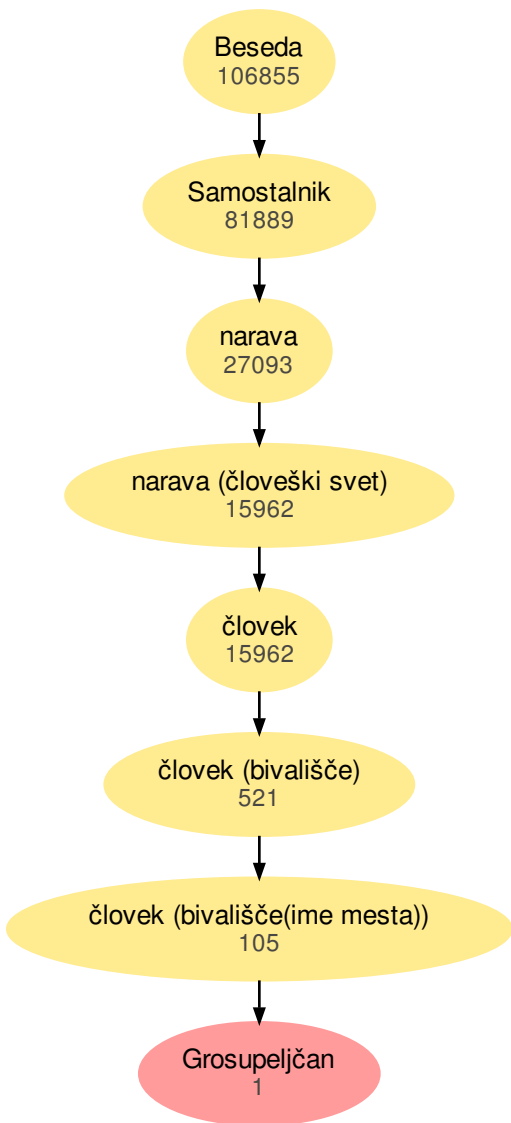 Beseda
106855
Samostalnik
81889
narava
27093
narava (človeški svet)
15962
človek
15962
človek (bivališče)
521
človek (bivališče(ime mesta))
105
Grosupeljčan
1